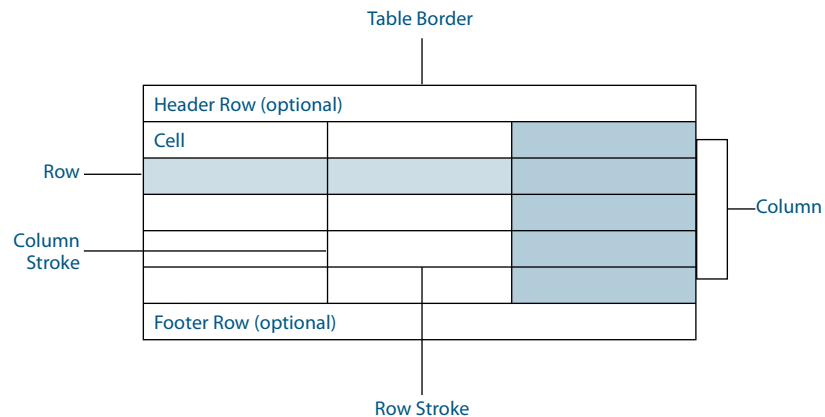 Table Border
Header Row (optional)
Cell
Row
Column
Column
Stroke
Footer Row (optional)
Row Stroke